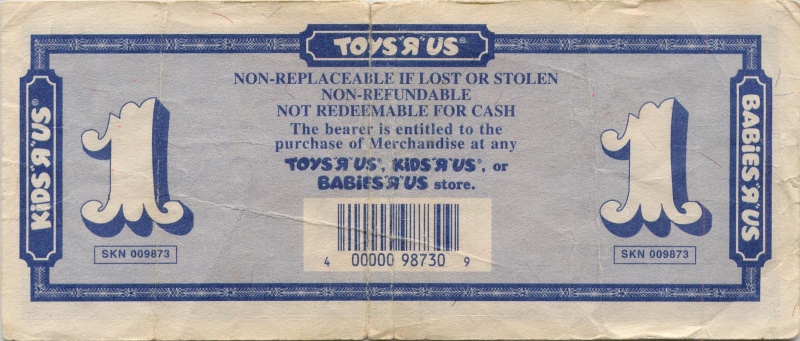 TOYS"R"US®
NON-REPLACEABLE IF LOST OR STOLEN
NON-REFUNDABLE
NOT REDEEMABLE FOR CASH
The bearer is entitled to the
purchase of Merchandise at any
TOYS"R"US®, KIDS"R"US®, or
BABIES"R"US store.
KIDS"R"US®
1
SKN 009873
1
SKN 009873
BABIES"R"US
4 00000 98730 9